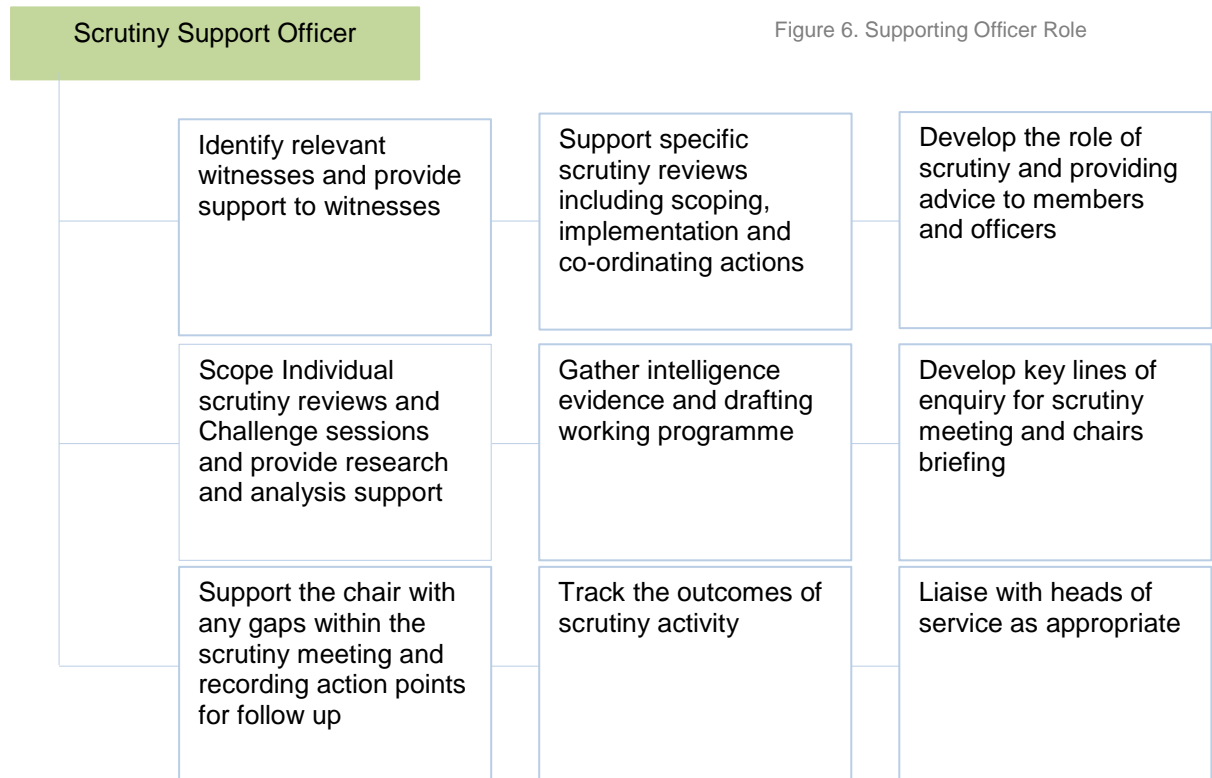 Scrutiny Support Officer
Figure 6. Supporting Officer Role
Identify relevant
witnesses and provide
support to witnesses
Support specific
scrutiny reviews
including scoping,
implementation and
co-ordinating actions
Develop the role of
scrutiny and providing
advice to members
and officers
Scope Individual
scrutiny reviews and
Challenge sessions
and provide research
and analysis support
Gather intelligence
evidence and drafting
working programme
Develop key lines of
enquiry for scrutiny
meeting and chairs
briefing
Support the chair with
any gaps within the
scrutiny meeting and
recording action points
for follow up
Track the outcomes of
scrutiny activity
Liaise with heads of
service as appropriate